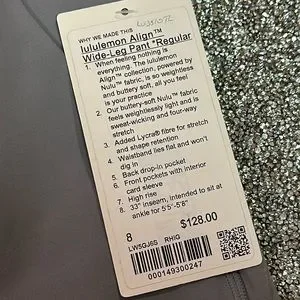 WHY WE MADE THIS
lululemon Align™
Wide-Leg Pant *Regular
1. When feeling nothing is
everything. The lululemon
Align™ collection, powered by
Nulu™ fabric, is so weightless
and buttery soft, all you feel
is your practice
2. Our buttery-soft Nulu™ fabric
feels weightlessly light and is
sweat-wicking and four-way
stretch
3. Added Lycra® fibre for stretch
and shape retention
4. Waistband lies flat and won't
dig in
5. Back drop-in pocket
6. Front pockets with interior
card sleeve
7. High rise
8. 33" inseam, intended to sit at
ankle for 5'5"-5'8"
8 $128.00
LW5GJ6S RHIG
000149300247